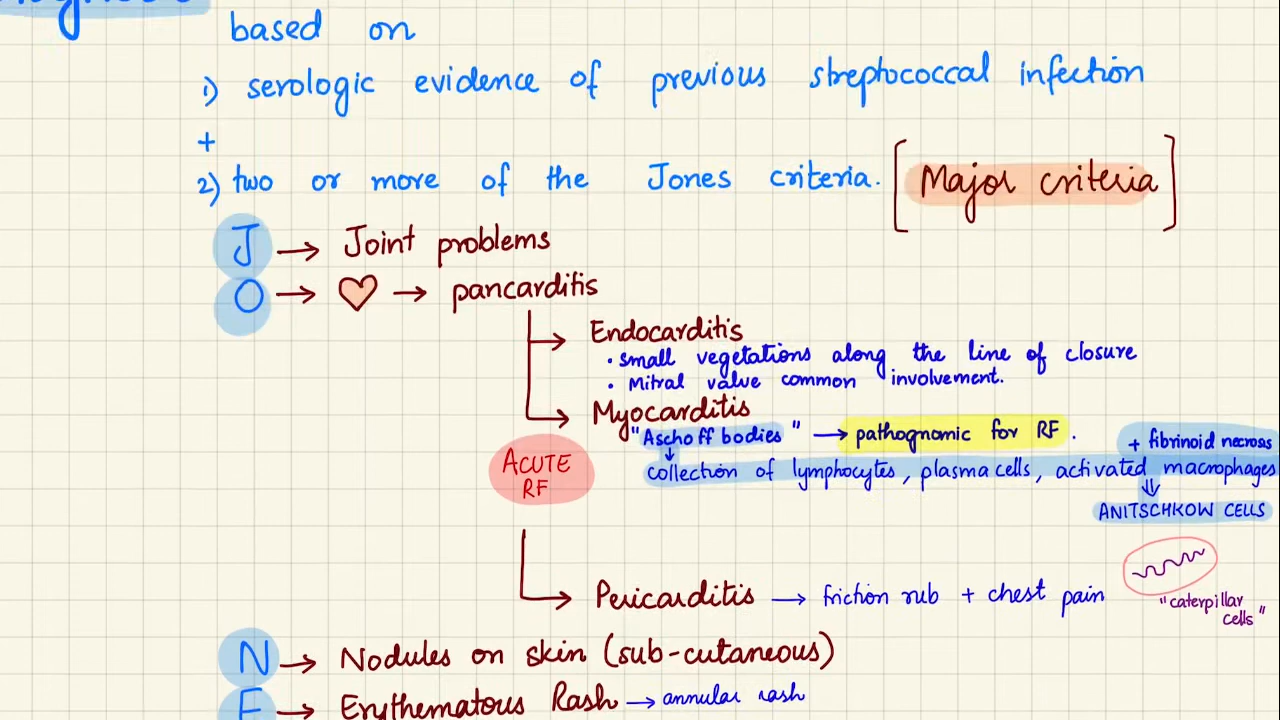 based on
1) serologic evidence of previous streptococcal infection
+
2) two or more of the Jones criteria. [Major criteria]
J → Joint problems
O → ♡ → pancarditis
→ Endocarditis
• small vegetations along the line of closure
• Mitral valve common involvement.
→ Myocarditis
"Aschoff bodies" → pathognomic for RF.
+ fibrinoid necrosis
↓
collection of lymphocytes, plasma cells, activated macrophages
⇓
ANITSCHKOW CELLS
ACUTE
RF
→ Pericarditis → friction rub + chest pain
"caterpillar
cells"
N → Nodules on skin (sub-cutaneous)
E → Erythematous Rash → annular rash